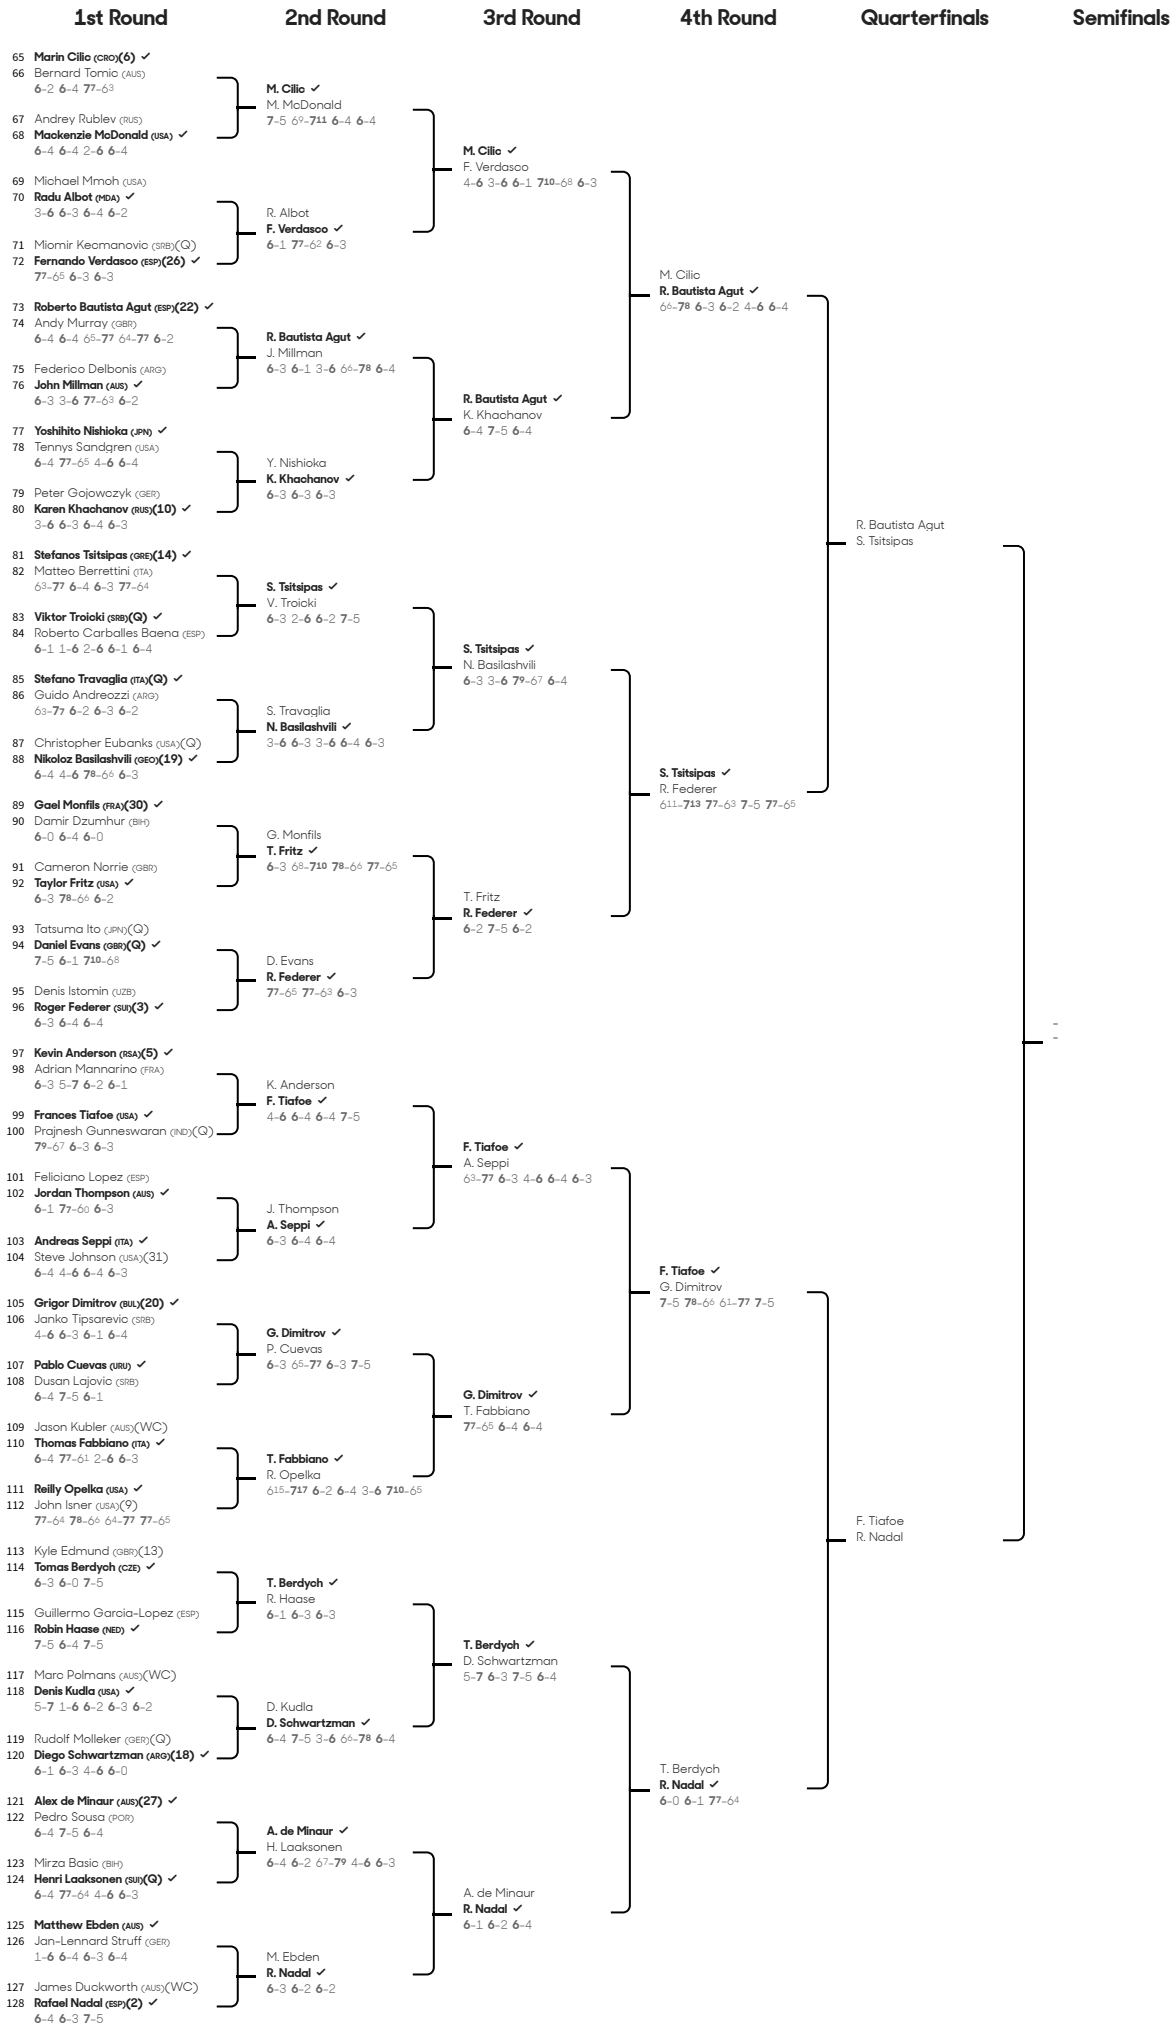 1st Round
2nd Round
3rd Round
4th Round
Quarterfinals
Semifinals
65 Marin Cilic (CRO)(6) ✓
66 Bernard Tomic (AUS)
6-2 6-4 7⁷-6³
67 Andrey Rublev (RUS)
68 Mackenzie McDonald (USA) ✓
6-4 6-4 2-6 6-4
69 Michael Mmoh (USA)
70 Radu Albot (MDA) ✓
3-6 6-3 6-4 6-2
71 Miomir Kecmanovic (SRB)(Q)
72 Fernando Verdasco (ESP)(26) ✓
7⁷-6⁵ 6-3 6-3
73 Roberto Bautista Agut (ESP)(22) ✓
74 Andy Murray (GBR)
6-4 6-4 6⁵-7⁷ 6⁴-7⁷ 6-2
75 Federico Delbonis (ARG)
76 John Millman (AUS) ✓
6-3 3-6 7⁷-6³ 6-2
77 Yoshihito Nishioka (JPN) ✓
78 Tennys Sandgren (USA)
6-4 7⁷-6⁵ 4-6 6-4
79 Peter Gojowczyk (GER)
80 Karen Khachanov (RUS)(10) ✓
3-6 6-3 6-4 6-3
81 Stefanos Tsitsipas (GRE)(14) ✓
82 Matteo Berrettini (ITA)
6³-7⁷ 6-4 6-3 7⁷-6⁴
83 Viktor Troicki (SRB)(Q) ✓
84 Roberto Carballes Baena (ESP)
6-1 1-6 2-6 6-1 6-4
85 Stefano Travaglia (ITA)(Q) ✓
86 Guido Andreozzi (ARG)
6³-7⁷ 6-2 6-3 6-2
87 Christopher Eubanks (USA)(Q)
88 Nikoloz Basilashvili (GEO)(19) ✓
6-4 4-6 7⁸-6⁶ 6-3
89 Gael Monfils (FRA)(30) ✓
90 Damir Dzumhur (BIH)
6-0 6-4 6-0
91 Cameron Norrie (GBR)
92 Taylor Fritz (USA) ✓
6-3 7⁸-6⁶ 6-2
93 Tatsuma Ito (JPN)(Q)
94 Daniel Evans (GBR)(Q) ✓
7-5 6-1 7¹⁰-6⁸
95 Denis Istomin (UZB)
96 Roger Federer (SUI)(3) ✓
6-3 6-4 6-4
97 Kevin Anderson (RSA)(5) ✓
98 Adrian Mannarino (FRA)
6-3 5-7 6-2 6-1
99 Frances Tiafoe (USA) ✓
100 Prajnesh Gunneswaran (IND)(Q)
7⁹-6⁷ 6-3 6-3
101 Feliciano Lopez (ESP)
102 Jordan Thompson (AUS) ✓
6-1 7⁷-6⁰ 6-3
103 Andreas Seppi (ITA) ✓
104 Steve Johnson (USA)(31)
6-4 4-6 6-4 6-3
105 Grigor Dimitrov (BUL)(20) ✓
106 Janko Tipsarevic (SRB)
4-6 6-3 6-1 6-4
107 Pablo Cuevas (URU) ✓
108 Dusan Lajovic (SRB)
6-4 7-5 6-1
109 Jason Kubler (AUS)(WC)
110 Thomas Fabbiano (ITA) ✓
6-4 7⁷-6¹ 2-6 6-3
111 Reilly Opelka (USA) ✓
112 John Isner (USA)(9)
7⁷-6⁴ 7⁸-6⁶ 6⁴-7⁷ 7⁷-6⁵
113 Kyle Edmund (GBR)(13)
114 Tomas Berdych (CZE) ✓
6-3 6-0 7-5
115 Guillermo Garcia-Lopez (ESP)
116 Robin Haase (NED) ✓
7-5 6-4 7-5
117 Marc Polmans (AUS)(WC)
118 Denis Kudla (USA) ✓
5-7 1-6 6-2 6-3 6-2
119 Rudolf Molleker (GER)(Q)
120 Diego Schwartzman (ARG)(18) ✓
6-1 6-3 4-6 6-0
121 Alex de Minaur (AUS)(27) ✓
122 Pedro Sousa (POR)
6-4 7-5 6-4
123 Mirza Basic (BIH)
124 Henri Laaksonen (SUI)(Q) ✓
6-4 7⁷-6⁴ 4-6 6-3
125 Matthew Ebden (AUS) ✓
126 Jan-Lennard Struff (GER)
1-6 6-4 6-3 6-4
127 James Duckworth (AUS)(WC)
128 Rafael Nadal (ESP)(2) ✓
6-4 6-3 7-5
M. Cilic ✓
M. McDonald
7-5 6⁹-7¹¹ 6-4 6-4
R. Albot
F. Verdasco ✓
6-1 7⁷-6² 6-3
R. Bautista Agut ✓
J. Millman
6-3 6-1 3-6 6⁶-7⁸ 6-4
Y. Nishioka
K. Khachanov ✓
6-3 6-3 6-3
S. Tsitsipas ✓
V. Troicki
6-3 2-6 6-2 7-5
S. Travaglia
N. Basilashvili ✓
3-6 6-3 3-6 6-4 6-3
G. Monfils
T. Fritz ✓
6-3 6⁸-7¹⁰ 7⁸-6⁶ 7⁷-6⁵
D. Evans
R. Federer ✓
7⁷-6⁵ 7⁷-6³ 6-3
K. Anderson
F. Tiafoe ✓
4-6 6-4 6-4 7-5
J. Thompson
A. Seppi ✓
6-3 6-4 6-4
G. Dimitrov ✓
P. Cuevas
6-3 6⁵-7⁷ 6-3 7-5
T. Fabbiano ✓
R. Opelka
6¹⁵-7¹⁷ 6-2 6-4 3-6 7¹⁰-6⁵
T. Berdych ✓
R. Haase
6-1 6-3 6-3
D. Kudla
D. Schwartzman ✓
6-4 7-5 3-6 6⁶-7⁸ 6-4
A. de Minaur ✓
H. Laaksonen
6-4 6-2 6⁷-7⁹ 4-6 6-3
M. Ebden
R. Nadal ✓
6-3 6-2 6-2
M. Cilic ✓
F. Verdasco
4-6 3-6 6-1 7¹⁰-6⁸ 6-3
R. Bautista Agut ✓
K. Khachanov
6-4 7-5 6-4
S. Tsitsipas ✓
N. Basilashvili
6-3 3-6 7⁹-6⁷ 6-4
T. Fritz
R. Federer ✓
6-2 7-5 6-2
F. Tiafoe ✓
A. Seppi
6³-7⁷ 6-3 4-6 6-4 6-3
G. Dimitrov ✓
T. Fabbiano
7⁷-6⁵ 6-4 6-4
T. Berdych ✓
D. Schwartzman
5-7 6-3 7-5 6-4
A. de Minaur
R. Nadal ✓
6-1 6-2 6-4
M. Cilic
R. Bautista Agut ✓
6⁶-7⁸ 6-3 6-2 4-6 6-4
S. Tsitsipas ✓
R. Federer
6¹¹-7¹³ 7⁷-6³ 7-5 7⁷-6⁵
F. Tiafoe ✓
G. Dimitrov
7-5 7⁸-6⁶ 6¹-7⁷ 7-5
T. Berdych
R. Nadal ✓
6-0 6-1 7⁷-6⁴
R. Bautista Agut
S. Tsitsipas
F. Tiafoe
R. Nadal
-
-